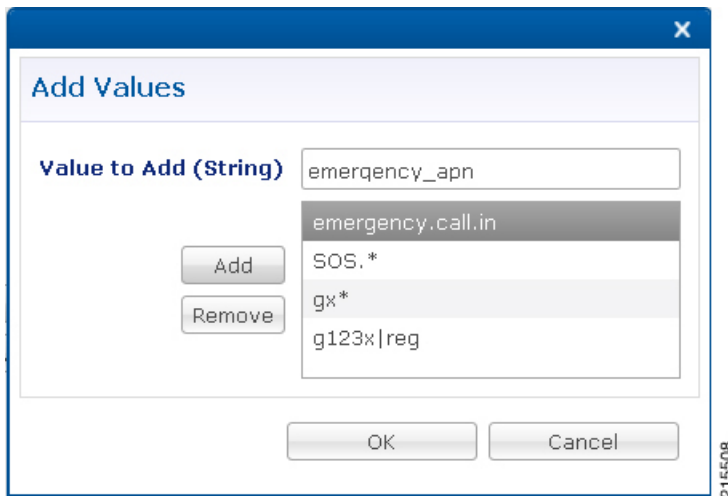 x
Add Values
Value to Add (String) emergency_apn
emergency.call.in
Add SOS.*
gx*
Remove
g123x|reg
OK Cancel